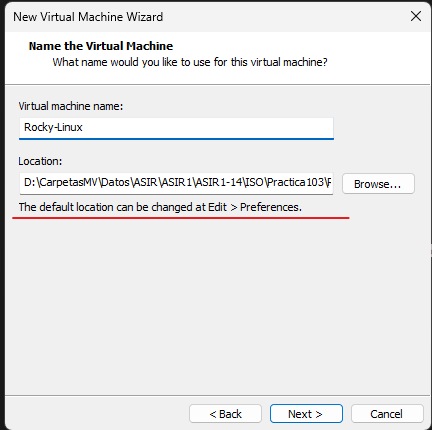 New Virtual Machine Wizard
Name the Virtual Machine
What name would you like to use for this virtual machine?
Virtual machine name:
Rocky-Linux
Location:
D:\CarpetasMV\Datos\ASIR\ASIR1\ASIR1-14\ISO\Practica103\
Browse...
The default location can be changed at Edit > Preferences.
< Back
Next >
Cancel